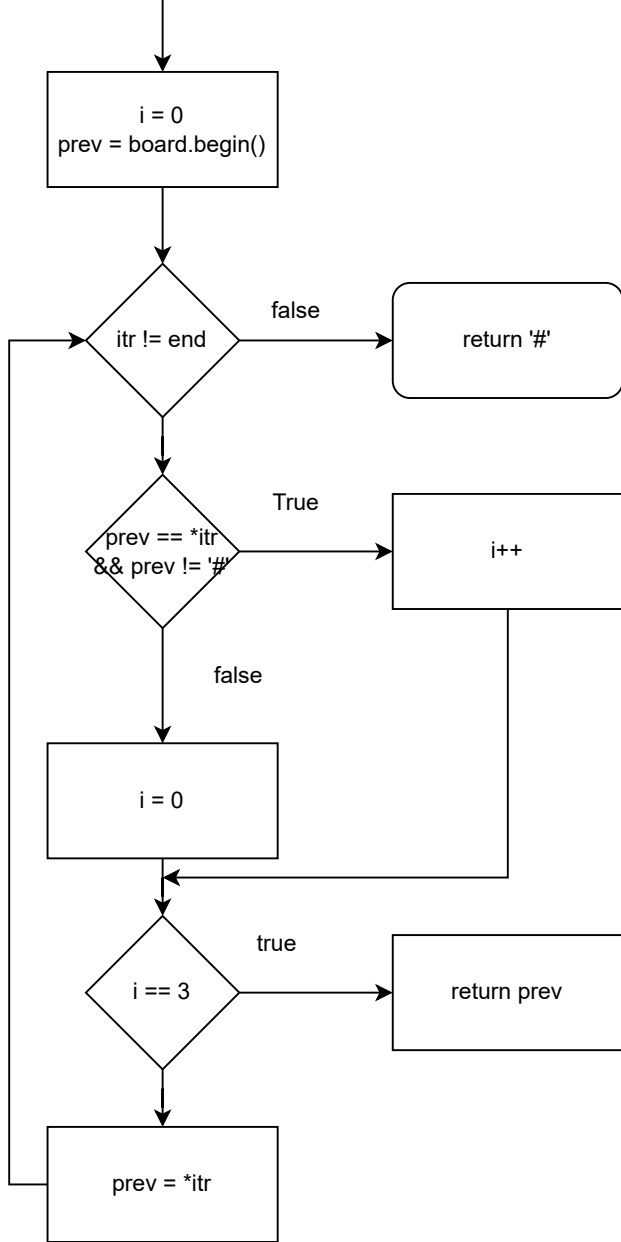 i = 0
prev = board.begin()
itr != end
false
return '#'
prev == *itr
&& prev != '#'
True
i++
false
i = 0
i == 3
true
return prev
prev = *itr